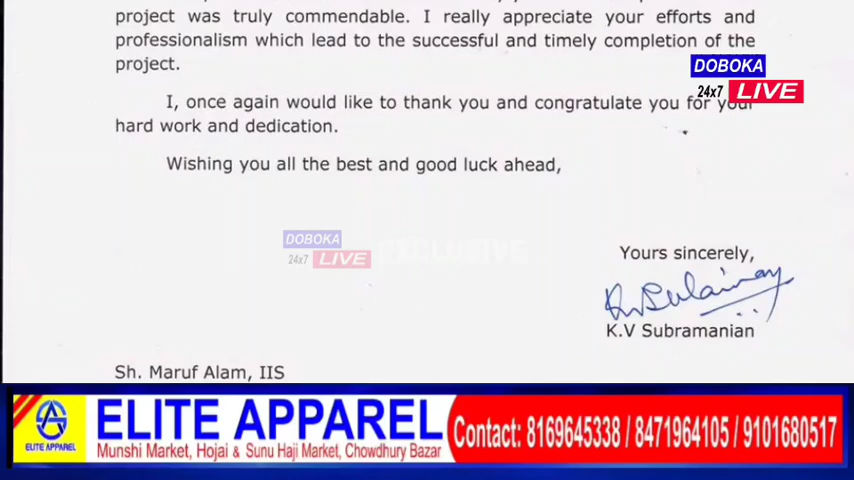 project was truly commendable. I really appreciate your efforts and
professionalism which lead to the successful and timely completion of the
project.
DOBOKA
24x7 LIVE
I, once again would like to thank you and congratulate you for your
hard work and dedication.
Wishing you all the best and good luck ahead,
DOBOKA
24x7 LIVE EXCLUSIVE
Yours sincerely,
K.V Subramanian
Sh. Maruf Alam, IIS
ELITE APPAREL
ELITE APPAREL
Munshi Market, Hojai & Sunu Haji Market, Chowdhury Bazar
Contact: 8169645338 / 8471964105 / 9101680517